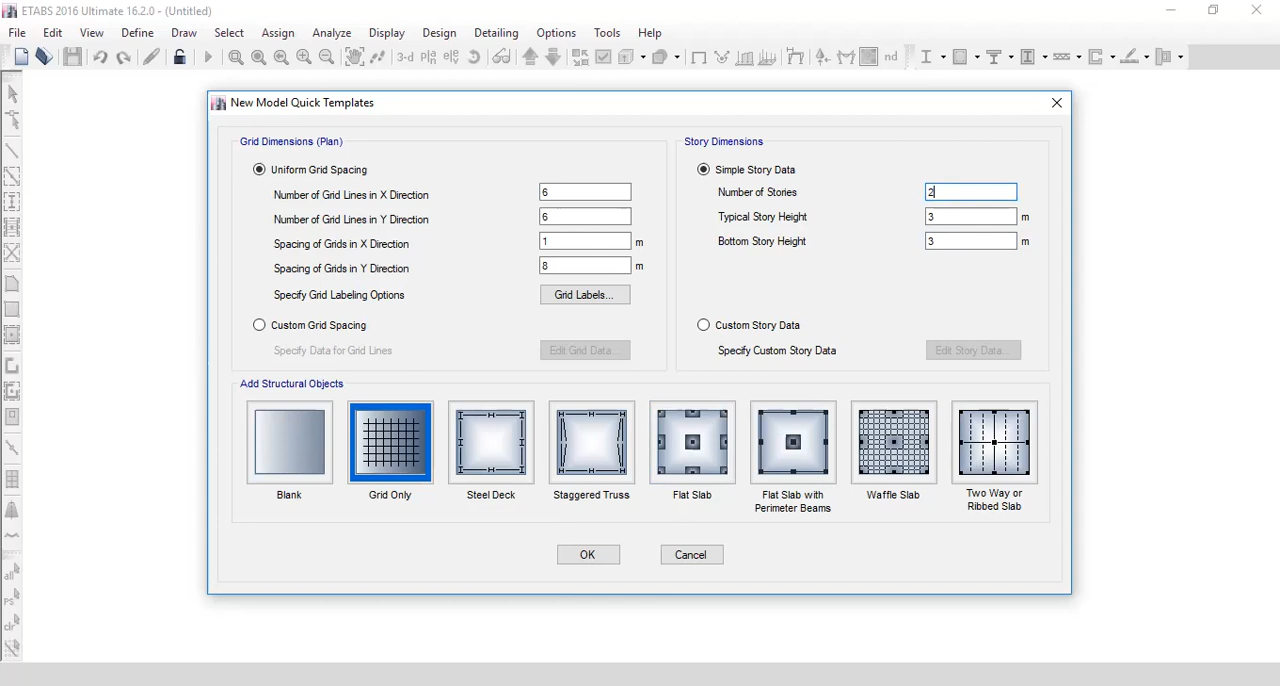 ETABS 2016 Ultimate 16.2.0 - (Untitled)
File Edit View Define Draw Select Assign Analyze Display Design Detailing Options Tools Help
3-d nd
New Model Quick Templates
Grid Dimensions (Plan)
Uniform Grid Spacing
Number of Grid Lines in X Direction 6
Number of Grid Lines in Y Direction 6
Spacing of Grids in X Direction 1 m
Spacing of Grids in Y Direction 8 m
Specify Grid Labeling Options Grid Labels...
Custom Grid Spacing
Specify Data for Grid Lines Edit Grid Data...
Story Dimensions
Simple Story Data
Number of Stories 2
Typical Story Height 3 m
Bottom Story Height 3 m
Custom Story Data
Specify Custom Story Data Edit Story Data...
Add Structural Objects
Blank
Grid Only
Steel Deck
Staggered Truss
Flat Slab
Flat Slab with
Perimeter Beams
Waffle Slab
Two Way or
Ribbed Slab
OK Cancel
all
PS
clr